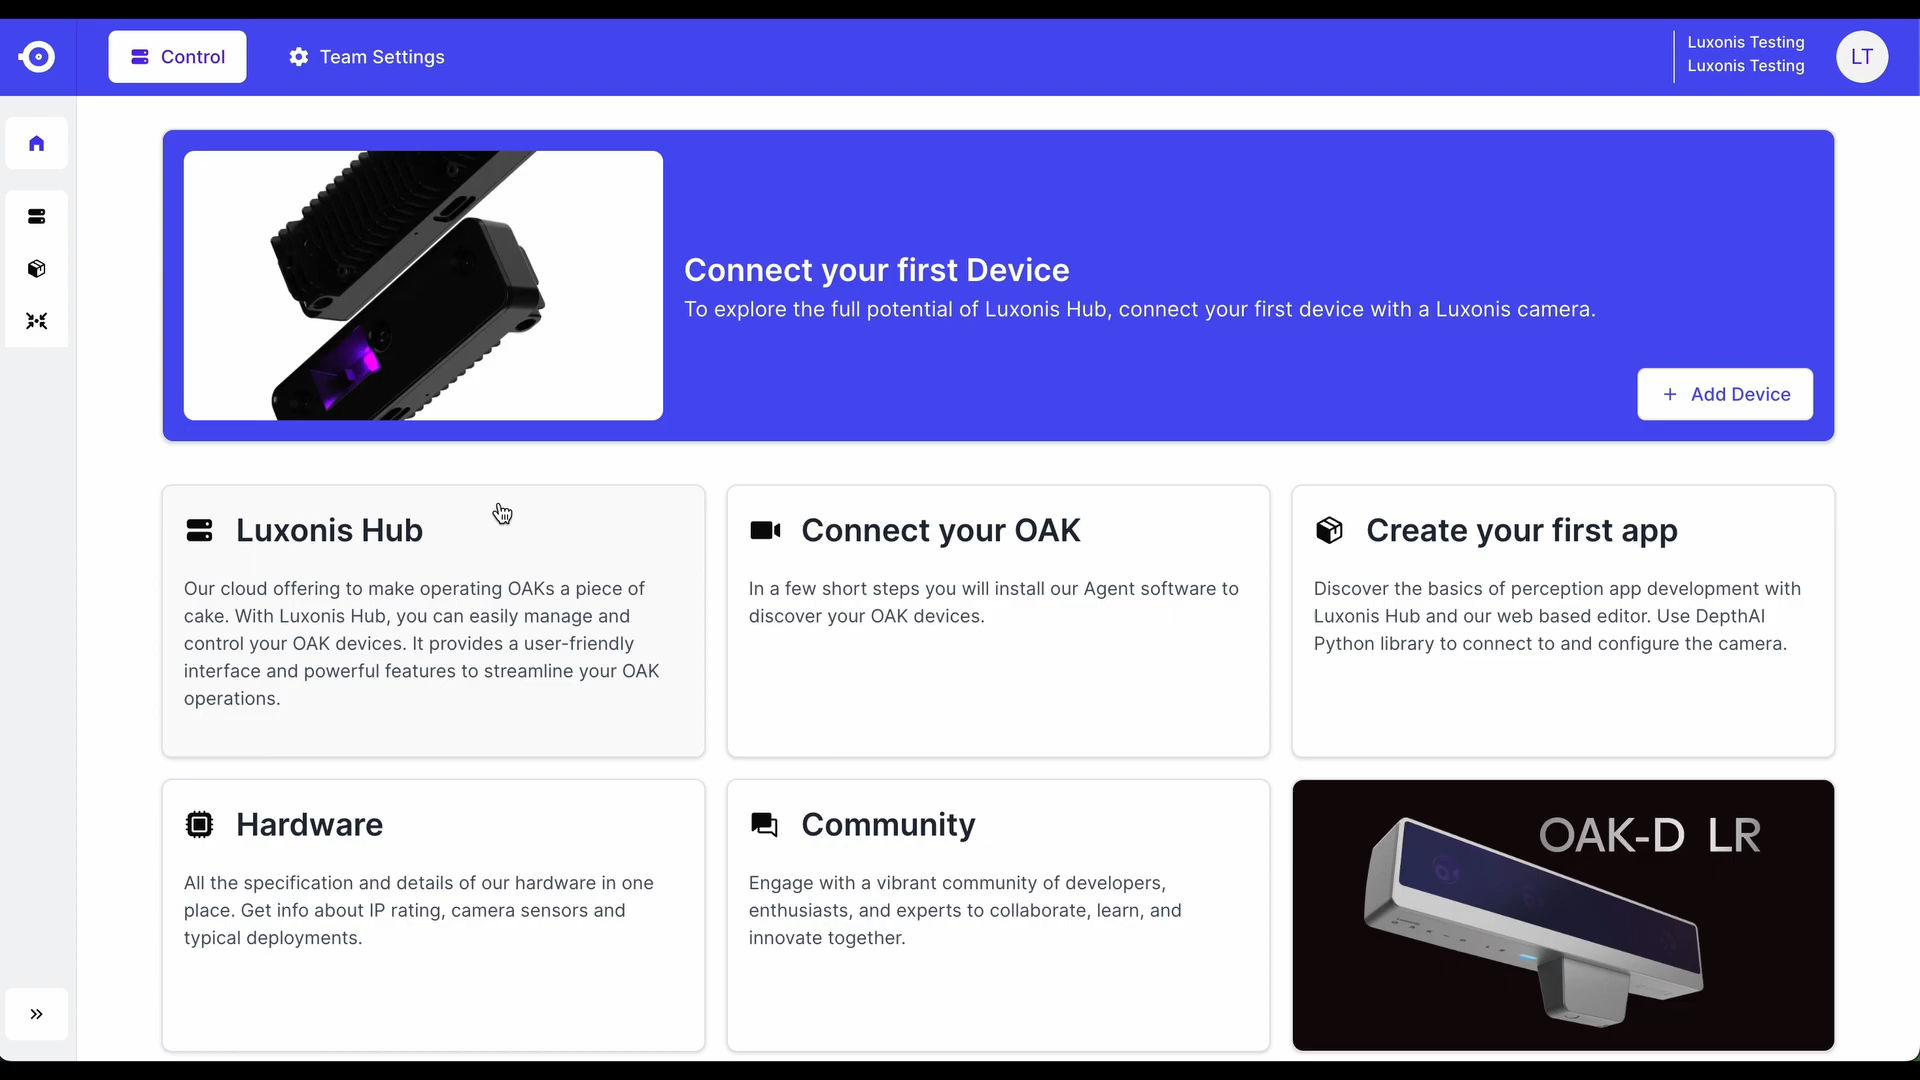 Control
Team Settings
Luxonis Testing
Luxonis Testing
LT
Connect your first Device
To explore the full potential of Luxonis Hub, connect your first device with a Luxonis camera.
+ Add Device
Luxonis Hub
Our cloud offering to make operating OAKs a piece of
cake. With Luxonis Hub, you can easily manage and
control your OAK devices. It provides a user-friendly
interface and powerful features to streamline your OAK
operations.
Connect your OAK
In a few short steps you will install our Agent software to
discover your OAK devices.
Create your first app
Discover the basics of perception app development with
Luxonis Hub and our web based editor. Use DepthAI
Python library to connect to and configure the camera.
Hardware
All the specification and details of our hardware in one
place. Get info about IP rating, camera sensors and
typical deployments.
Community
Engage with a vibrant community of developers,
enthusiasts, and experts to collaborate, learn, and
innovate together.
OAK-D LR